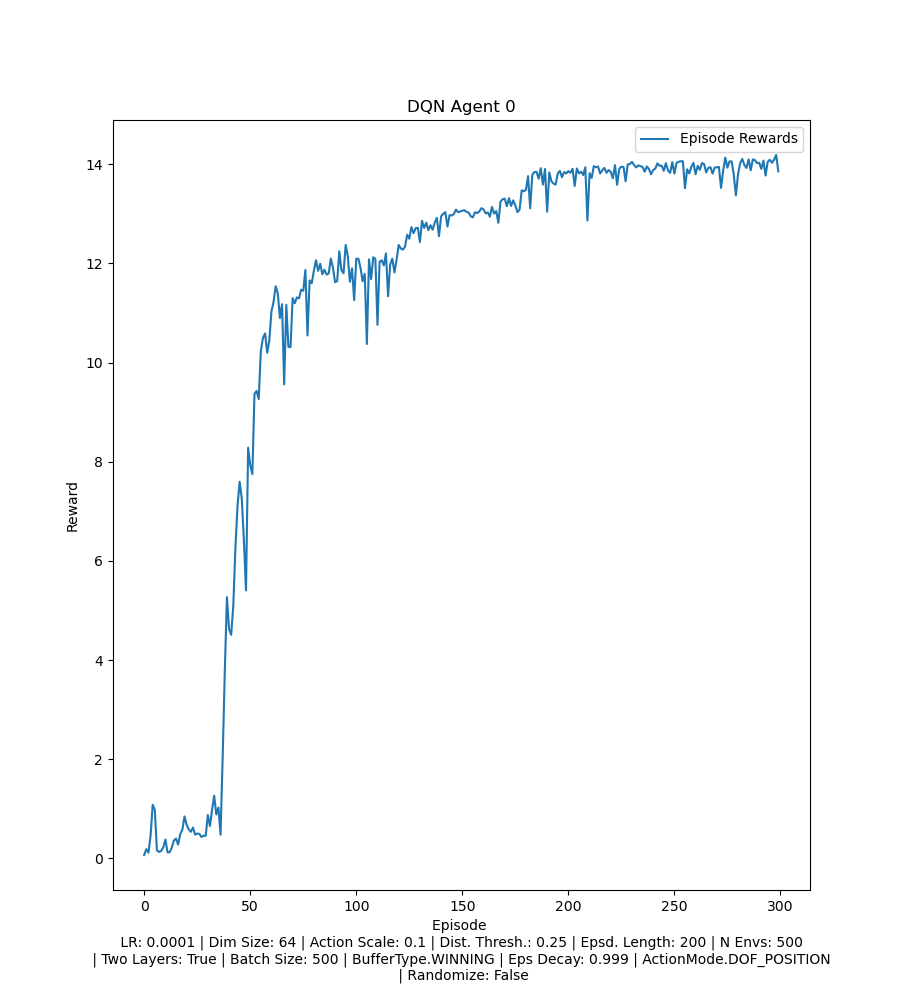 DQN Agent 0
Episode Rewards
14
12
10
8
6
4
2
0
Reward
0 50 100 150 200 250 300
Episode
LR: 0.0001 | Dim Size: 64 | Action Scale: 0.1 | Dist. Thresh.: 0.25 | Epsd. Length: 200 | N Envs: 500
| Two Layers: True | Batch Size: 500 | BufferType.WINNING | Eps Decay: 0.999 | ActionMode.DOF_POSITION
| Randomize: False